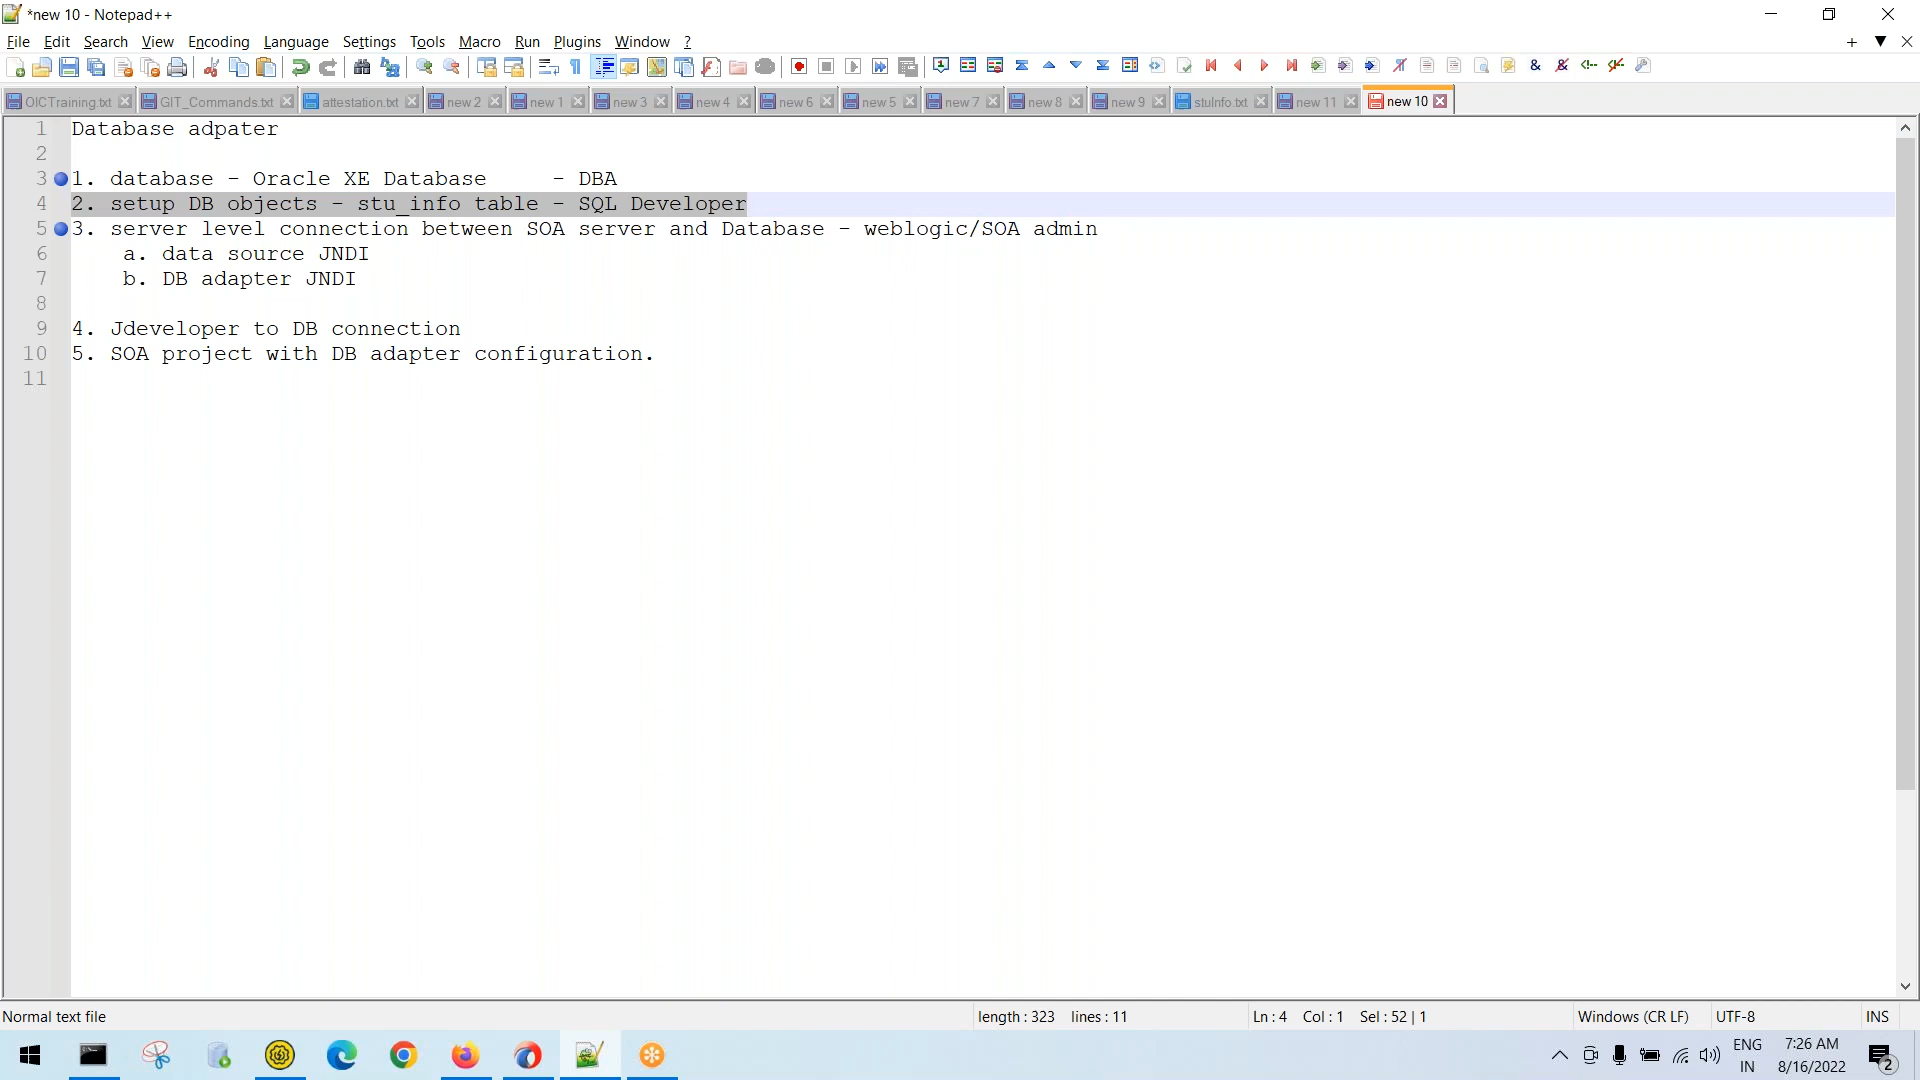 *new 10 - Notepad++
File Edit Search View Encoding Language Settings Tools Macro Run Plugins Window ?
OICTraining.txt GIT_Commands.txt attestation.txt new 2 new 1 new 3 new 4 new 6 new 5 new 7 new 8 new 9 stuInfo.txt new 11 new 10
1 Database adpater
2
3 1. database - Oracle XE Database - DBA
4 2. setup DB objects - stu_info table - SQL Developer
5 3. server level connection between SOA server and Database - weblogic/SOA admin
6 a. data source JNDI
7 b. DB adapter JNDI
8
9 4. Jdeveloper to DB connection
10 5. SOA project with DB adapter configuration.
11
Normal text file length : 323 lines : 11 Ln : 4 Col : 1 Sel : 52 | 1 Windows (CR LF) UTF-8 INS
ENG 7:26 AM
IN 8/16/2022 2